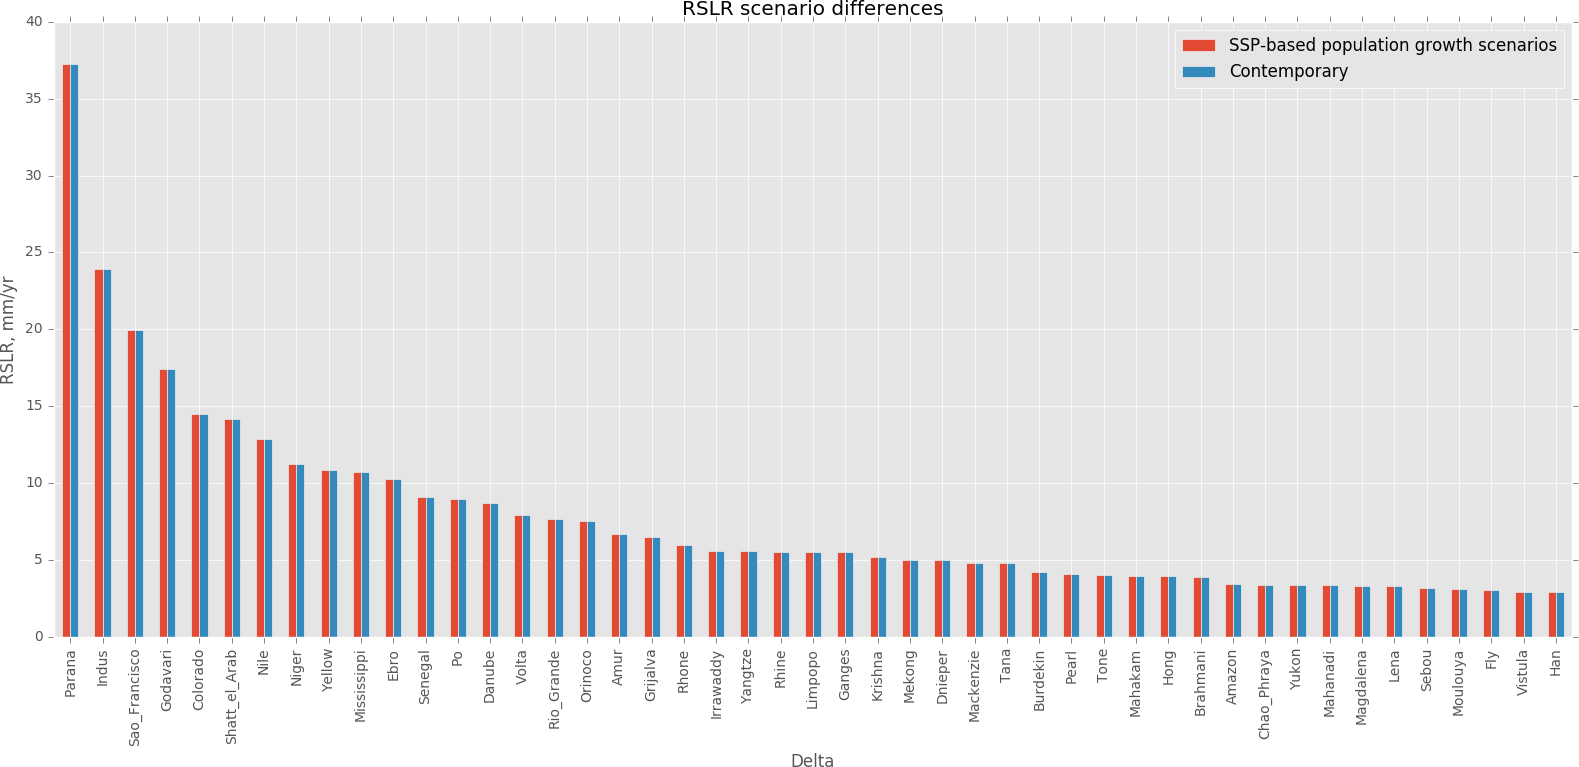 RSLR scenario differences
SSP-based population growth scenarios
Contemporary
RSLR, mm/yr
40
35
30
25
20
15
10
5
0
Parana
Indus
Sao_Francisco
Godavari
Colorado
Shatt_el_Arab
Nile
Niger
Yellow
Mississippi
Ebro
Senegal
Po
Danube
Volta
Rio_Grande
Orinoco
Amur
Grijalva
Rhone
Irrawaddy
Yangtze
Rhine
Limpopo
Ganges
Krishna
Mekong
Dnieper
Mackenzie
Tana
Burdekin
Pearl
Tone
Mahakam
Hong
Brahmani
Amazon
Chao_Phraya
Yukon
Mahanadi
Magdalena
Lena
Sebou
Moulouya
Fly
Vistula
Han
Delta